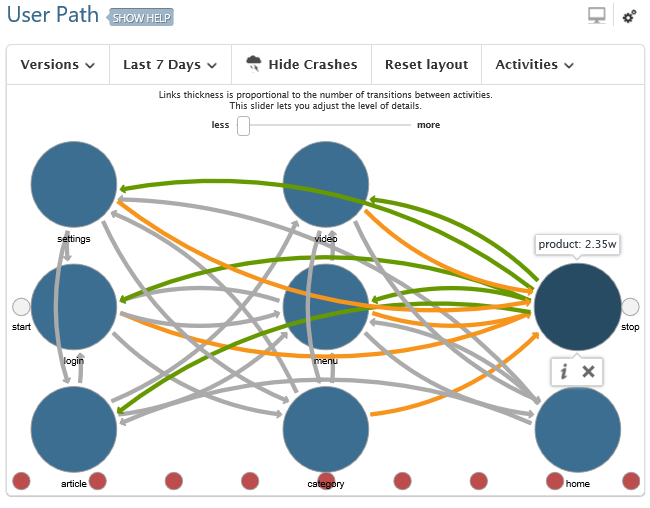 User Path SHOW HELP
Versions Last 7 Days Hide Crashes Reset layout Activities
Links thickness is proportional to the number of transitions between activities.
This slider lets you adjust the level of details.
less more
settings video product: 2.35w
start stop
login menu
i
article category home